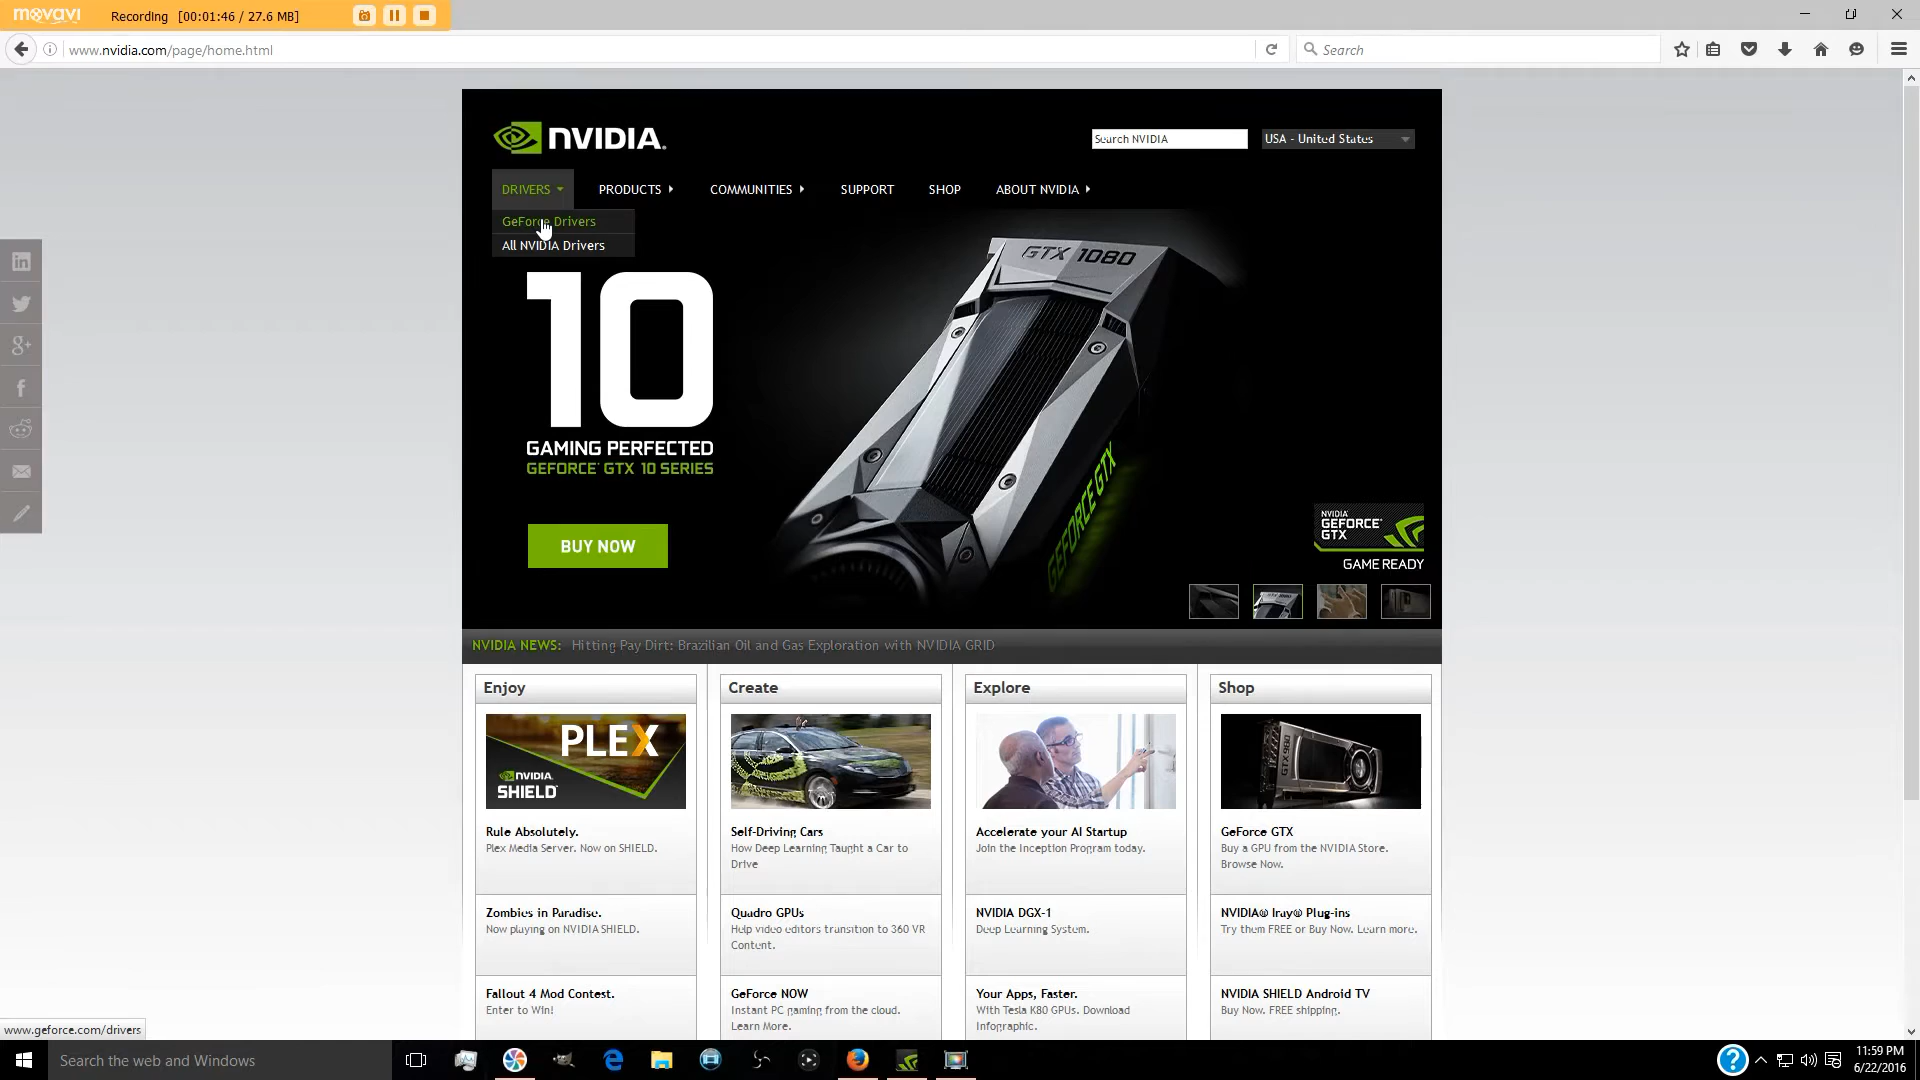 movavi
Recording [00:01:46 / 27.6 MB]
www.nvidia.com/page/home.html
Search
NVIDIA.
Search NVIDIA
USA - United States
DRIVERS
PRODUCTS
COMMUNITIES
SUPPORT
SHOP
ABOUT NVIDIA
GeForce Drivers
All NVIDIA Drivers
GTX 1080
10
GAMING PERFECTED
GEFORCE® GTX 10 SERIES
BUY NOW
GEFORCE GTX
NVIDIA.
GEFORCE®
GTX
GAME READY
NVIDIA NEWS: Hitting Pay Dirt: Brazilian Oil and Gas Exploration with NVIDIA GRID
Enjoy
PLEX
NVIDIA.
SHIELD
Rule Absolutely.
Plex Media Server. Now on SHIELD.
Zombies in Paradise.
Now playing on NVIDIA SHIELD.
Fallout 4 Mod Contest.
Enter to Win!
Create
Self-Driving Cars
How Deep Learning Taught a Car to
Drive
Quadro GPUs
Help video editors transition to 360 VR
Content.
GeForce NOW
Instant PC gaming from the cloud.
Learn More.
Explore
Accelerate your AI Startup
Join the Inception Program today.
NVIDIA DGX-1
Deep Learning System.
Your Apps, Faster.
With Tesla K80 GPUs. Download
Infographic.
Shop
GTX 980
GeForce GTX
Buy a GPU from the NVIDIA Store.
Browse Now.
NVIDIA® Iray® Plug-ins
Try them FREE or Buy Now. Learn more.
NVIDIA SHIELD Android TV
Buy Now. FREE shipping.
www.geforce.com/drivers
Search the web and Windows
11:59 PM
6/22/2016